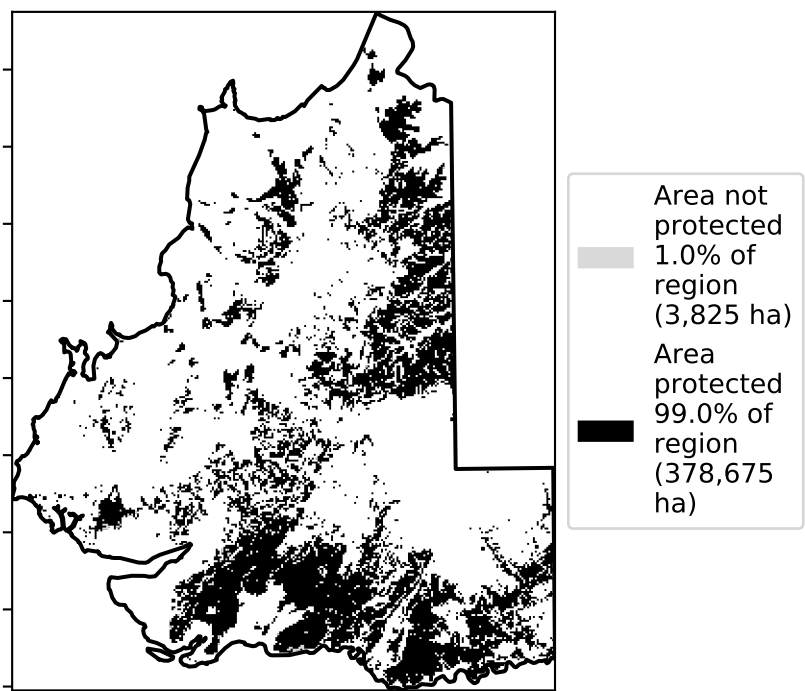 Area not
protected
1.0% of
region
(3,825 ha)
Area
protected
99.0% of
region
(378,675
ha)